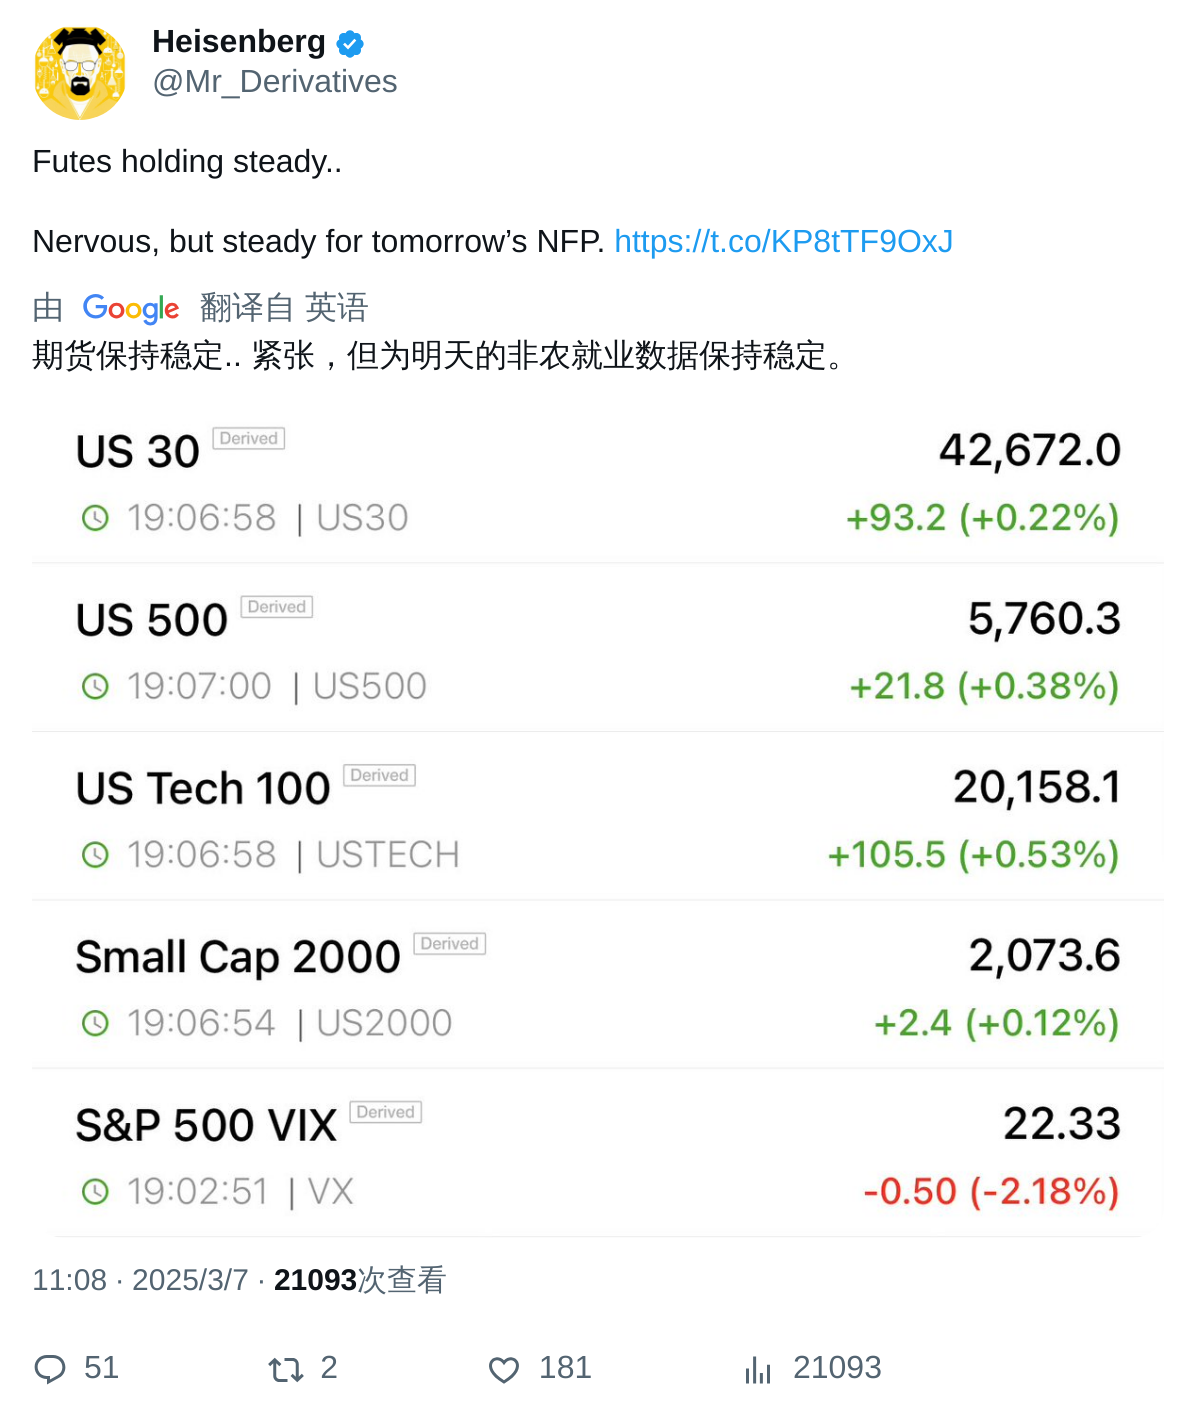 Heisenberg
@Mr_Derivatives
Futes holding steady..
Nervous, but steady for tomorrow’s NFP. https://t.co/KP8tTF9OxJ
由 Google 翻译自 英语
期货保持稳定.. 紧张，但为明天的非农就业数据保持稳定。
US 30 Derived 42,672.0
19:06:58 | US30 +93.2 (+0.22%)
US 500 Derived 5,760.3
19:07:00 | US500 +21.8 (+0.38%)
US Tech 100 Derived 20,158.1
19:06:58 | USTECH +105.5 (+0.53%)
Small Cap 2000 Derived 2,073.6
19:06:54 | US2000 +2.4 (+0.12%)
S&P 500 VIX Derived 22.33
19:02:51 | VX -0.50 (-2.18%)
11:08 · 2025/3/7 · 21093次查看
51 2 181 21093